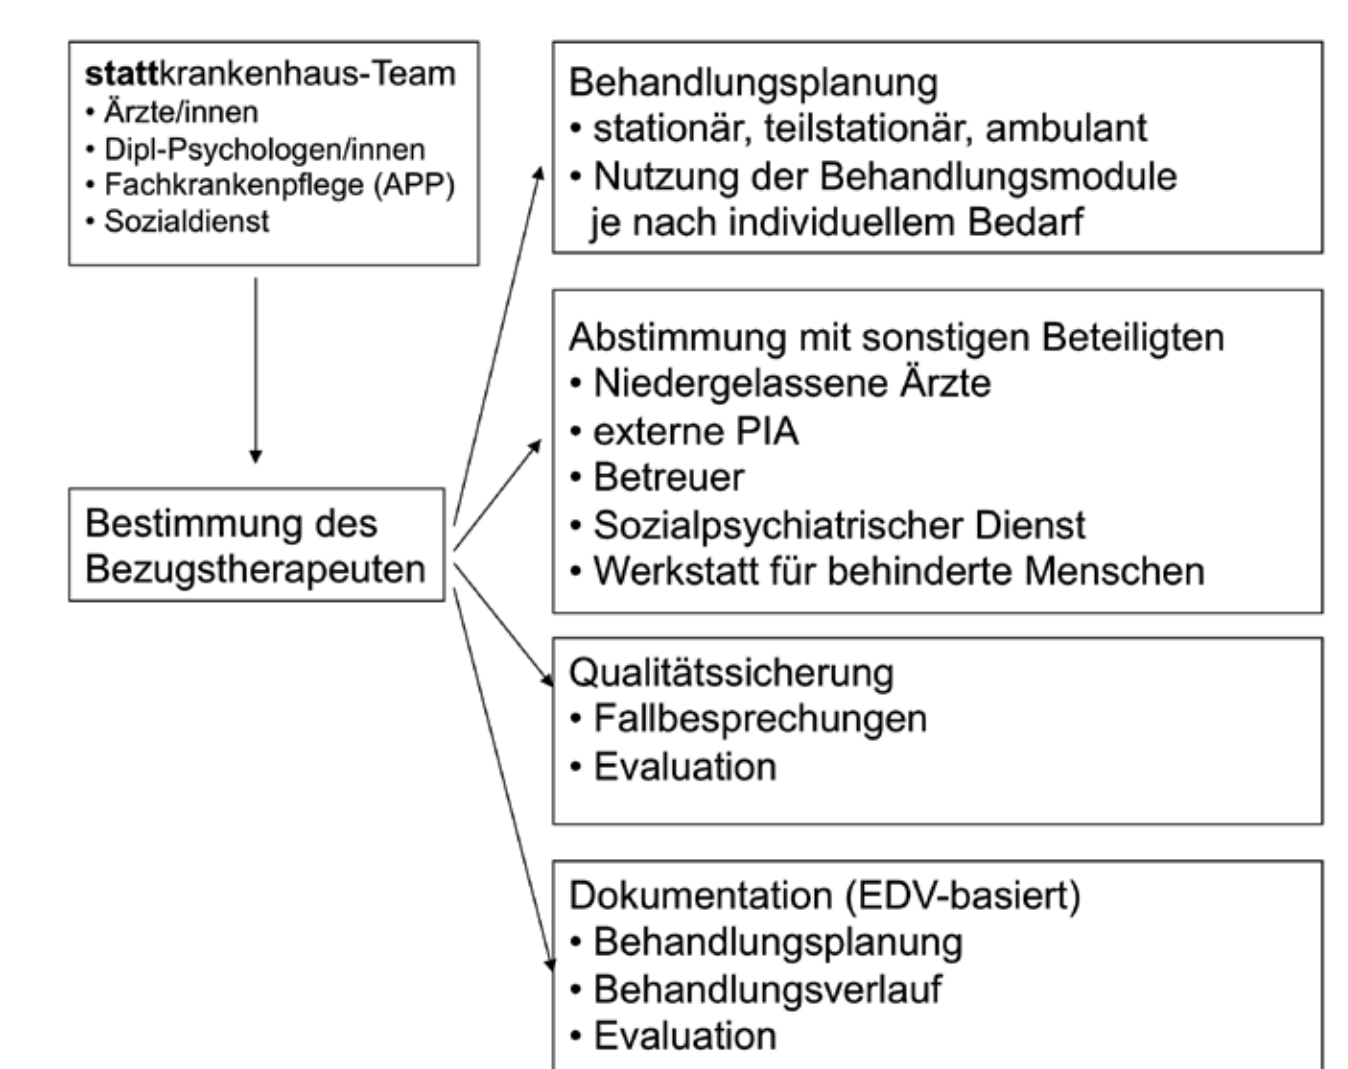 stattkrankenhaus-Team
• Ärzte/innen
• Dipl-Psychologen/innen
• Fachkrankenpflege (APP)
• Sozialdienst
Bestimmung des
Bezugstherapeuten
Behandlungsplanung
• stationär, teilstationär, ambulant
• Nutzung der Behandlungsmodule
je nach individuellem Bedarf
Abstimmung mit sonstigen Beteiligten
• Niedergelassene Ärzte
• externe PIA
• Betreuer
• Sozialpsychiatrischer Dienst
• Werkstatt für behinderte Menschen
Qualitätssicherung
• Fallbesprechungen
• Evaluation
Dokumentation (EDV-basiert)
• Behandlungsplanung
• Behandlungsverlauf
• Evaluation